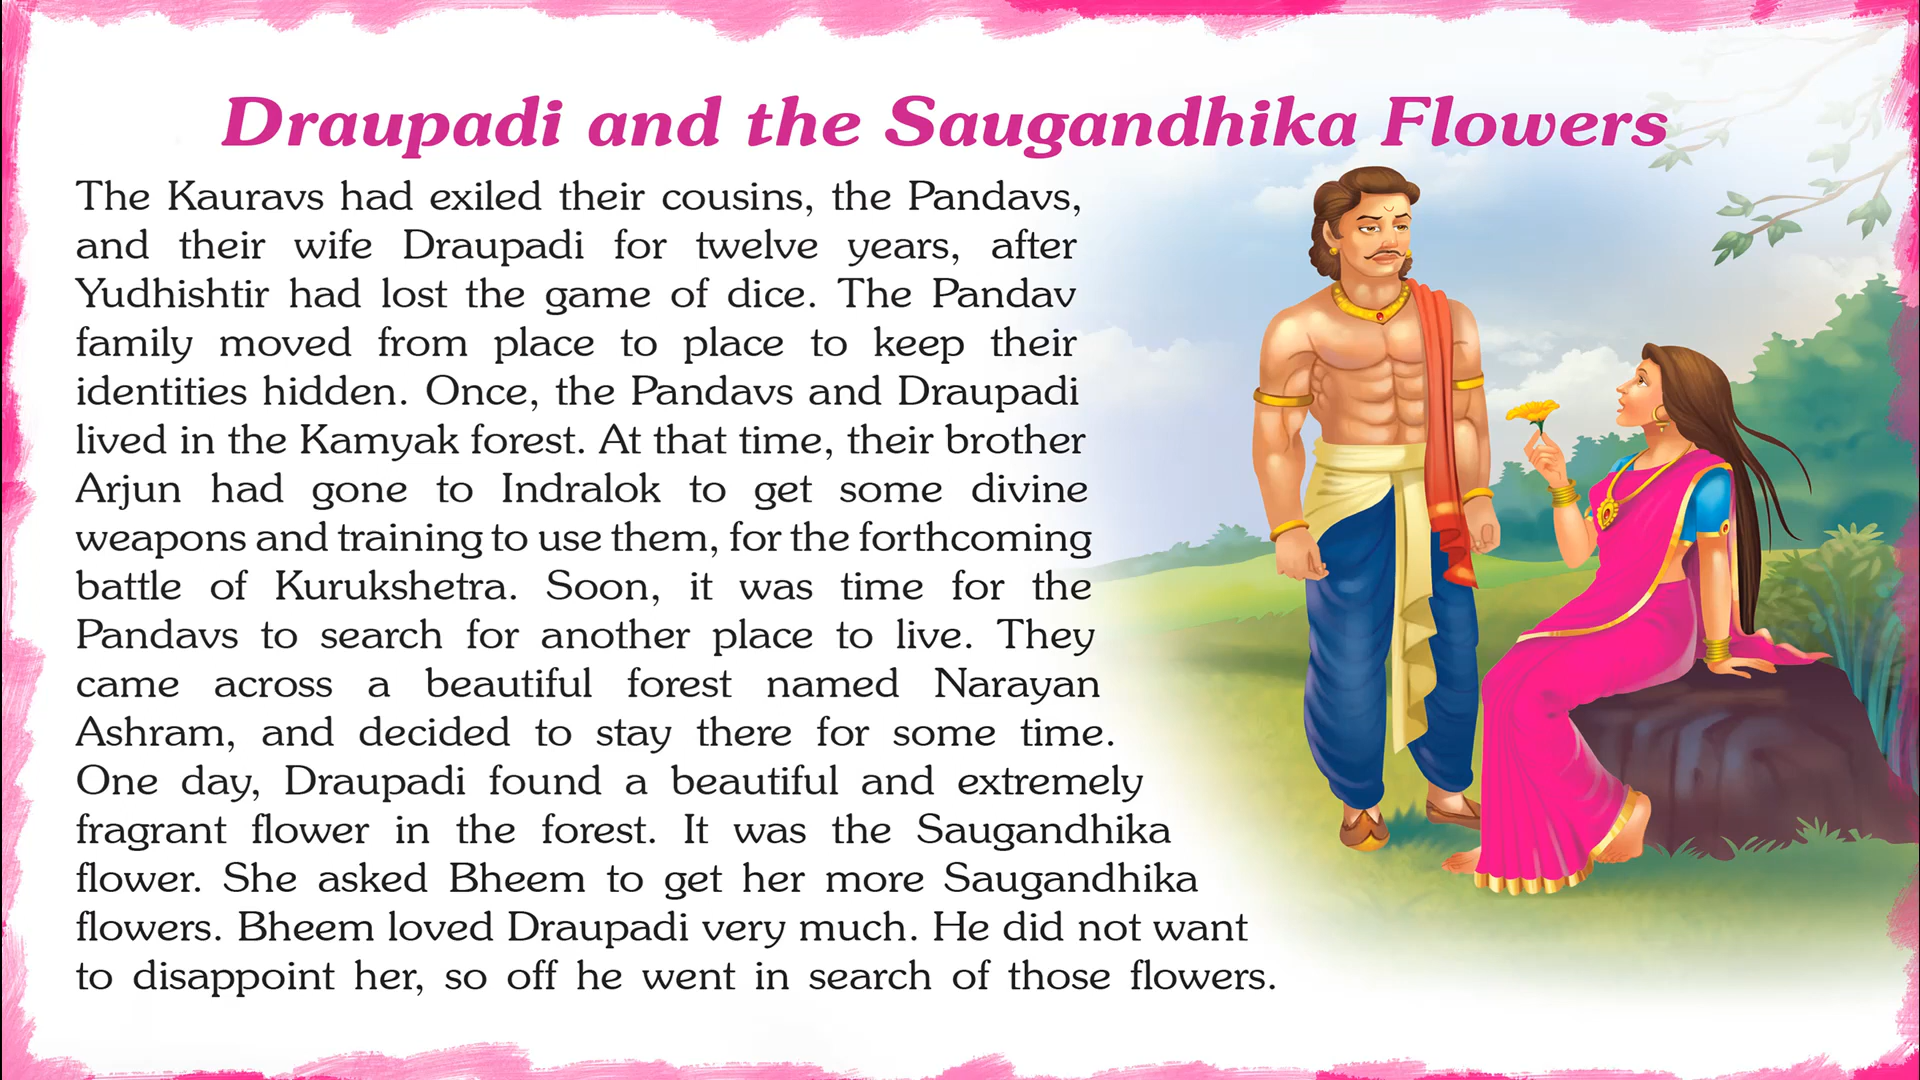 Draupadi and the Saugandhika Flowers
The Kauravs had exiled their cousins, the Pandavs,
and their wife Draupadi for twelve years, after
Yudhishtir had lost the game of dice. The Pandav
family moved from place to place to keep their
identities hidden. Once, the Pandavs and Draupadi
lived in the Kamyak forest. At that time, their brother
Arjun had gone to Indralok to get some divine
weapons and training to use them, for the forthcoming
battle of Kurukshetra. Soon, it was time for the
Pandavs to search for another place to live. They
came across a beautiful forest named Narayan
Ashram, and decided to stay there for some time.
One day, Draupadi found a beautiful and extremely
fragrant flower in the forest. It was the Saugandhika
flower. She asked Bheem to get her more Saugandhika
flowers. Bheem loved Draupadi very much. He did not want
to disappoint her, so off he went in search of those flowers.